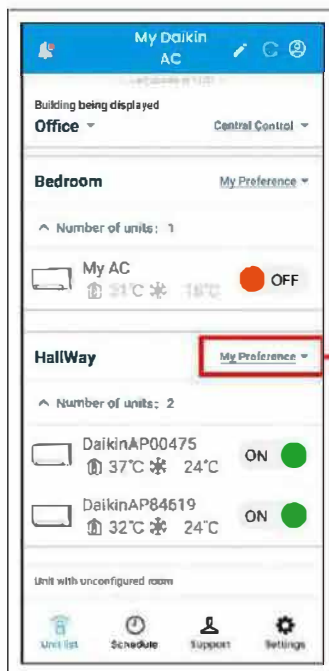 My Daikin
AC
Building being displayed
Office
Central Control
Bedroom
My Preference
Number of units: 1
My AC
OFF
HallWay
My Preference
Number of units: 2
DaikinAP00475
37°C 24°C
ON
DaikinAP84619
32°C 24°C
ON
Unit with unconfigured room
Unit list
Schedule
Support
Settings